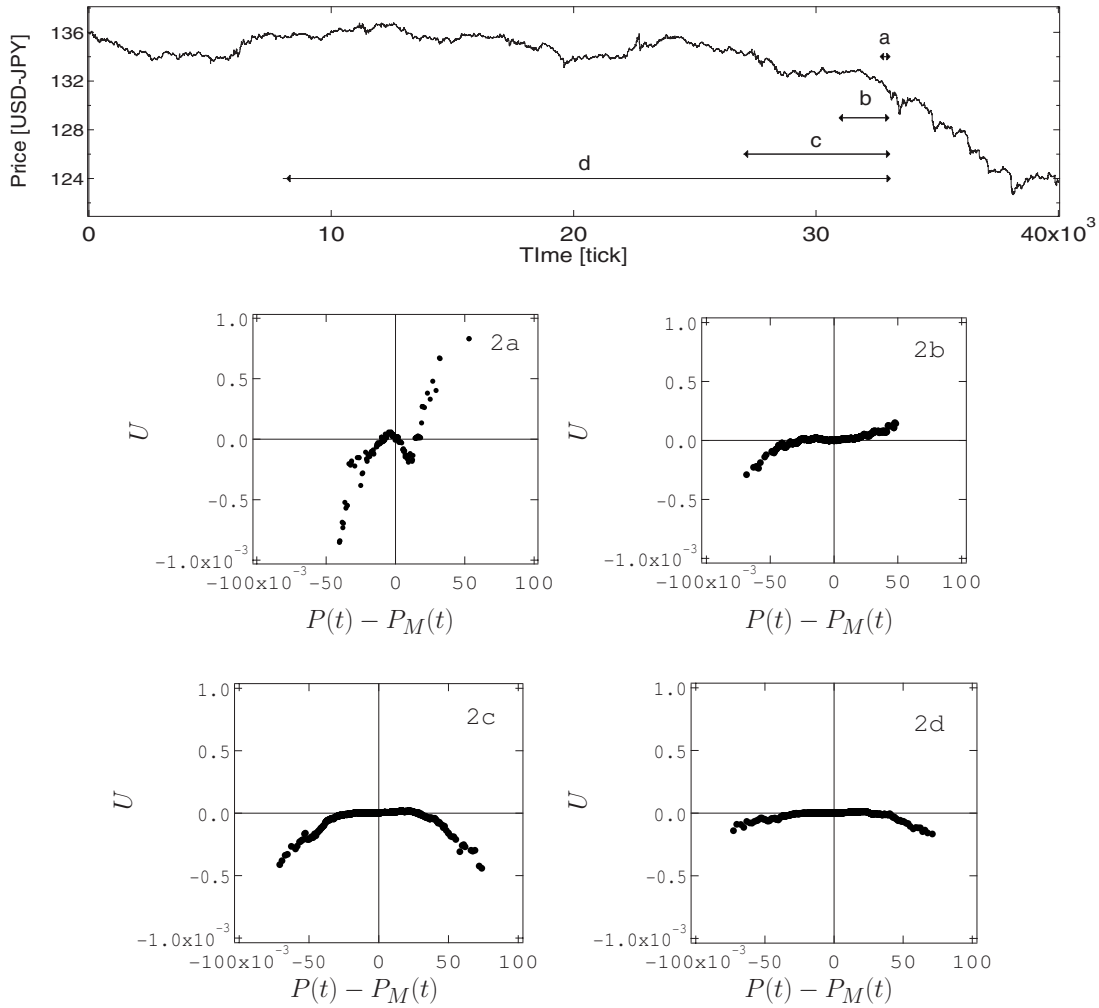 Price [USD-JPY]
136
132
128
124
a
b
c
d
0 10 20 30 40x10³
TIme [tick]
2a
U
1.0
0.5
0.0
-0.5
-1.0x10⁻³
-100x10⁻³ -50 0 50 100
P(t) − P_M(t)
2b
U
1.0
0.5
0.0
-0.5
-1.0x10⁻³
-100x10⁻³ -50 0 50 100
P(t) − P_M(t)
2c
U
1.0
0.5
0.0
-0.5
-1.0x10⁻³
-100x10⁻³ -50 0 50 100
P(t) − P_M(t)
2d
U
1.0
0.5
0.0
-0.5
-1.0x10⁻³
-100x10⁻³ -50 0 50 100
P(t) − P_M(t)